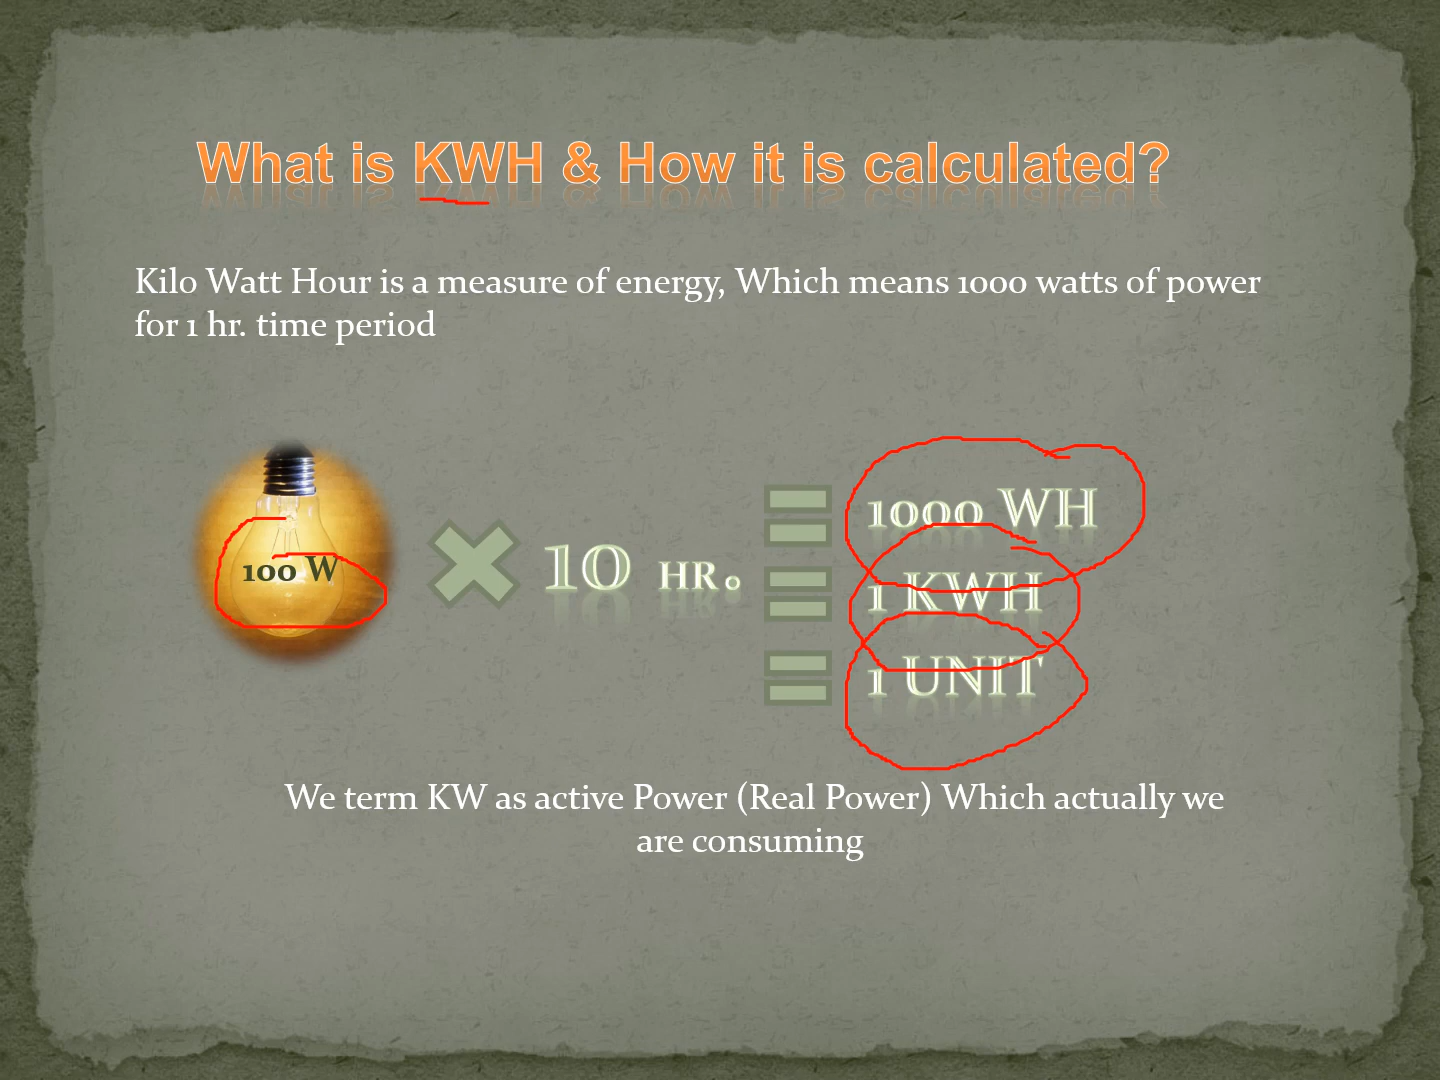 What is KWH & How it is calculated?
Kilo Watt Hour is a measure of energy, Which means 1000 watts of power
for 1 hr. time period
100 W
10 HR.
1000 WH
1 KWH
1 UNIT
We term KW as active Power (Real Power) Which actually we
are consuming